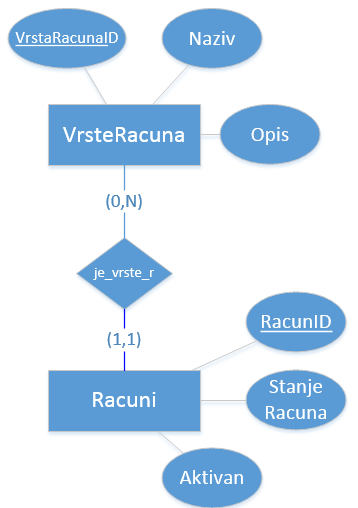 VrstaRacunaID
Naziv
VrsteRacuna
Opis
(0,N)
je_vrste_r
(1,1)
RacunID
Racuni
Stanje
Racuna
Aktivan